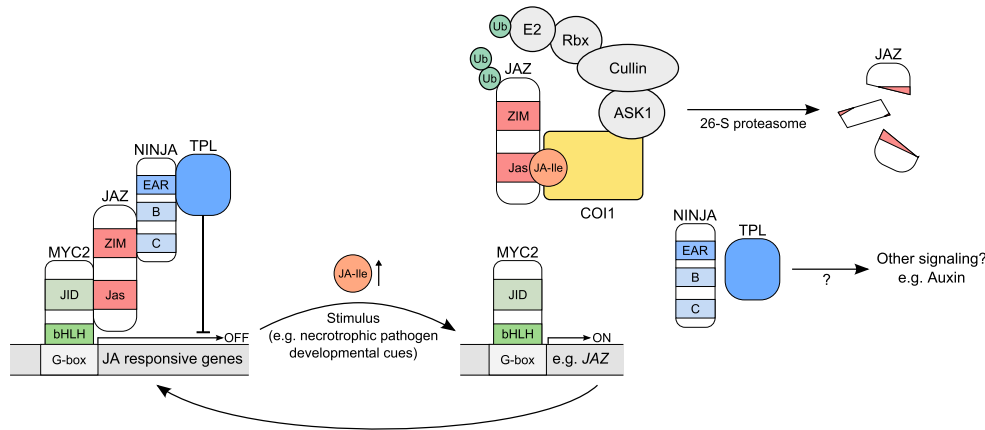 NINJA
TPL
EAR
B
C
JAZ
ZIM
Jas
MYC2
JID
bHLH
G-box
OFF
JA responsive genes
JA-Ile
Stimulus
(e.g. necrotrophic pathogen
developmental cues)
Ub
E2
Rbx
Cullin
ASK1
Ub
Ub
JAZ
ZIM
Jas
JA-Ile
COI1
26-S proteasome
JAZ
MYC2
JID
bHLH
G-box
ON
e.g. JAZ
NINJA
TPL
EAR
B
C
?
Other signaling?
e.g. Auxin